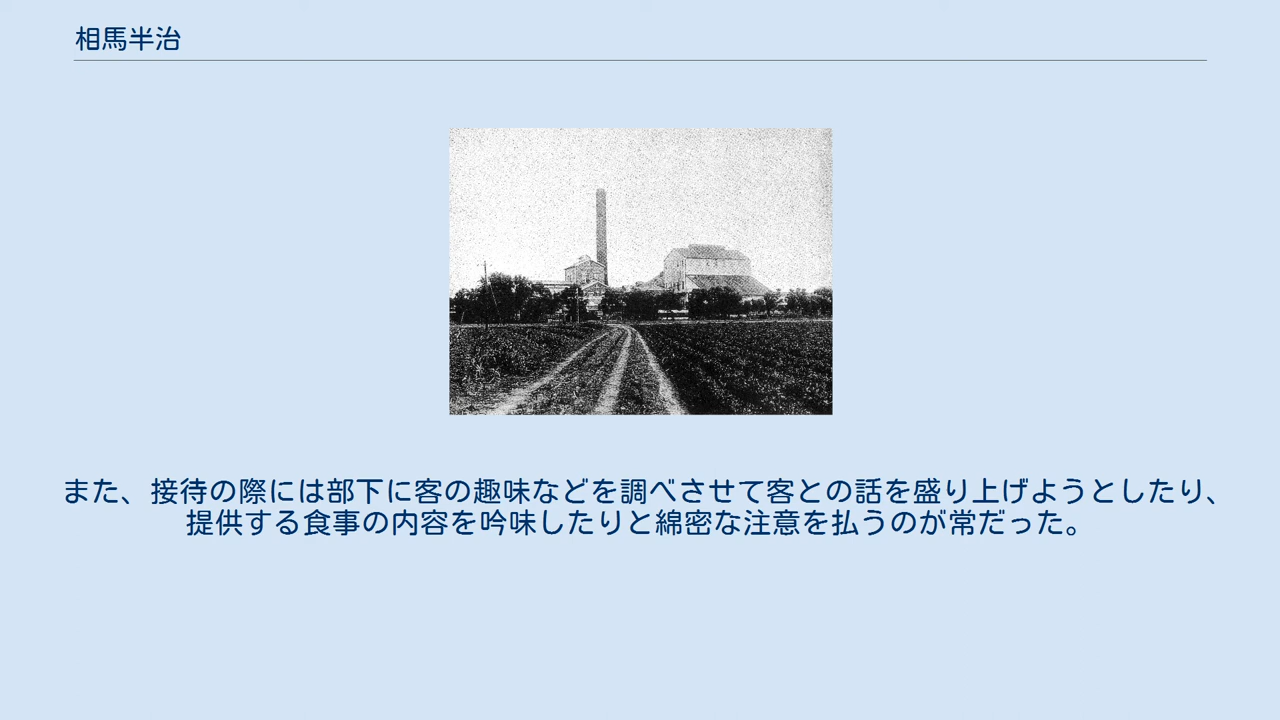 相馬半治
また、接待の際には部下に客の趣味などを調べさせて客との話を盛り上げようとしたり、
提供する食事の内容を吟味したりと綿密な注意を払うのが常だった。